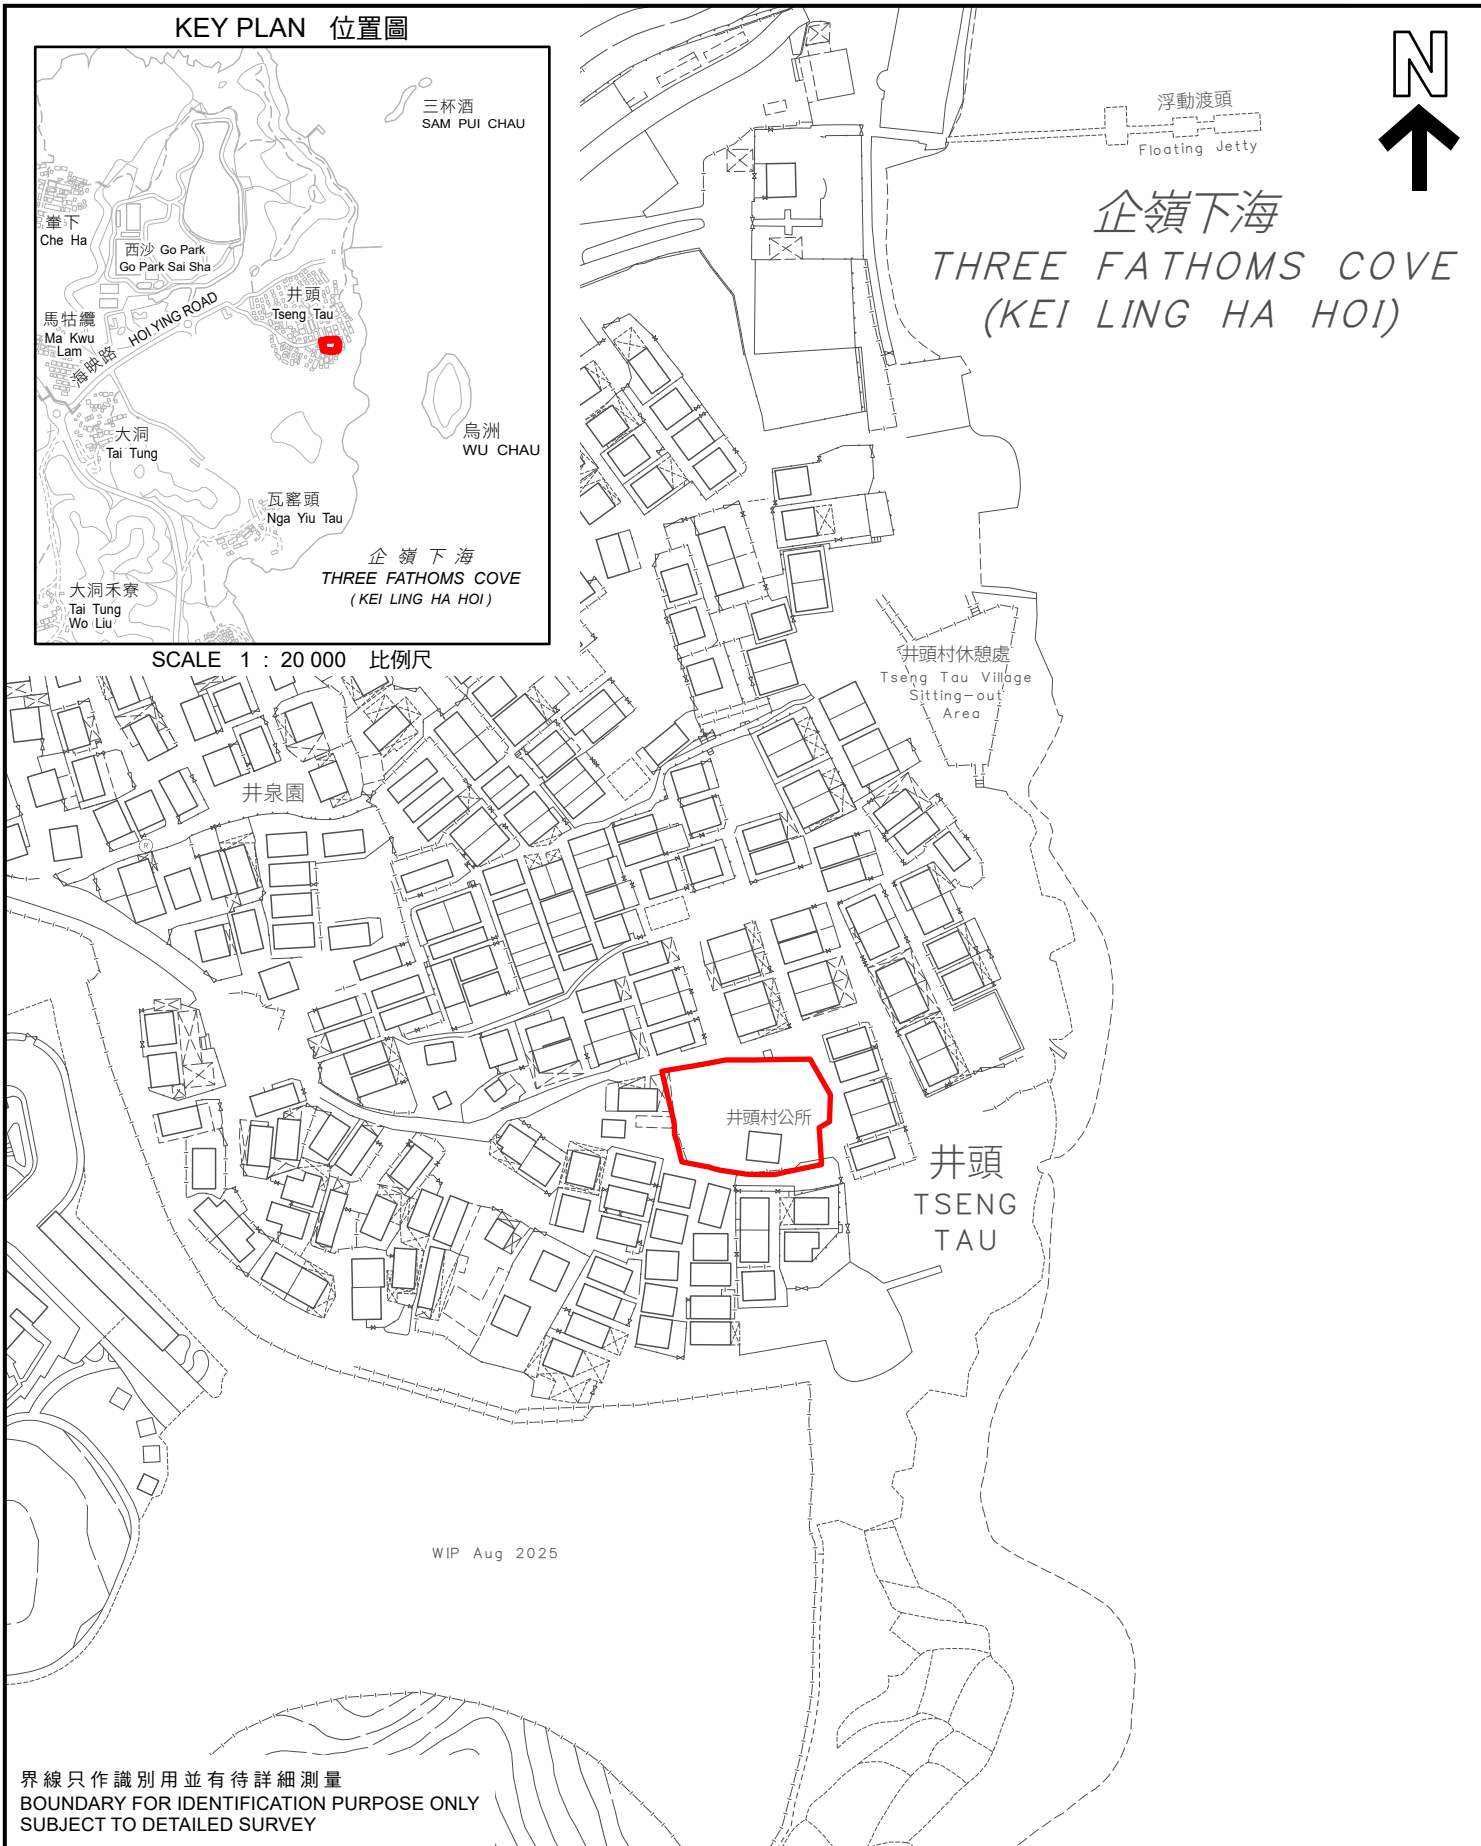 KEY PLAN 位置圖
三杯酒
SAM PUI CHAU
輋下
Che Ha
西沙 Go Park
Go Park Sai Sha
井頭
Tseng Tau
馬牯纜
Ma Kwu
Lam
海映路 HOI YING ROAD
大洞
Tai Tung
烏洲
WU CHAU
瓦窰頭
Nga Yiu Tau
企嶺下海
THREE FATHOMS COVE
(KEI LING HA HOI)
大洞禾寮
Tai Tung
Wo Liu
SCALE 1 : 20 000 比例尺
N
浮動渡頭
Floating Jetty
企嶺下海
THREE FATHOMS COVE
(KEI LING HA HOI)
井頭村休憩處
Tseng Tau Village
Sitting-out
Area
井泉園
R
井頭村公所
井頭
TSENG
TAU
WIP Aug 2025
界線只作識別用並有待詳細測量
BOUNDARY FOR IDENTIFICATION PURPOSE ONLY
SUBJECT TO DETAILED SURVEY